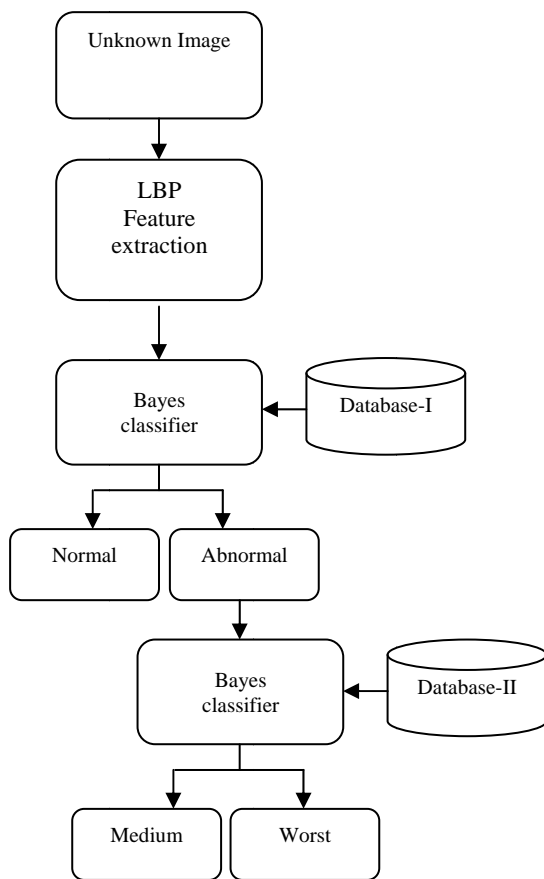 Unknown Image
LBP
Feature
extraction
Bayes
classifier
Database-I
Normal
Abnormal
Bayes
classifier
Database-II
Medium
Worst